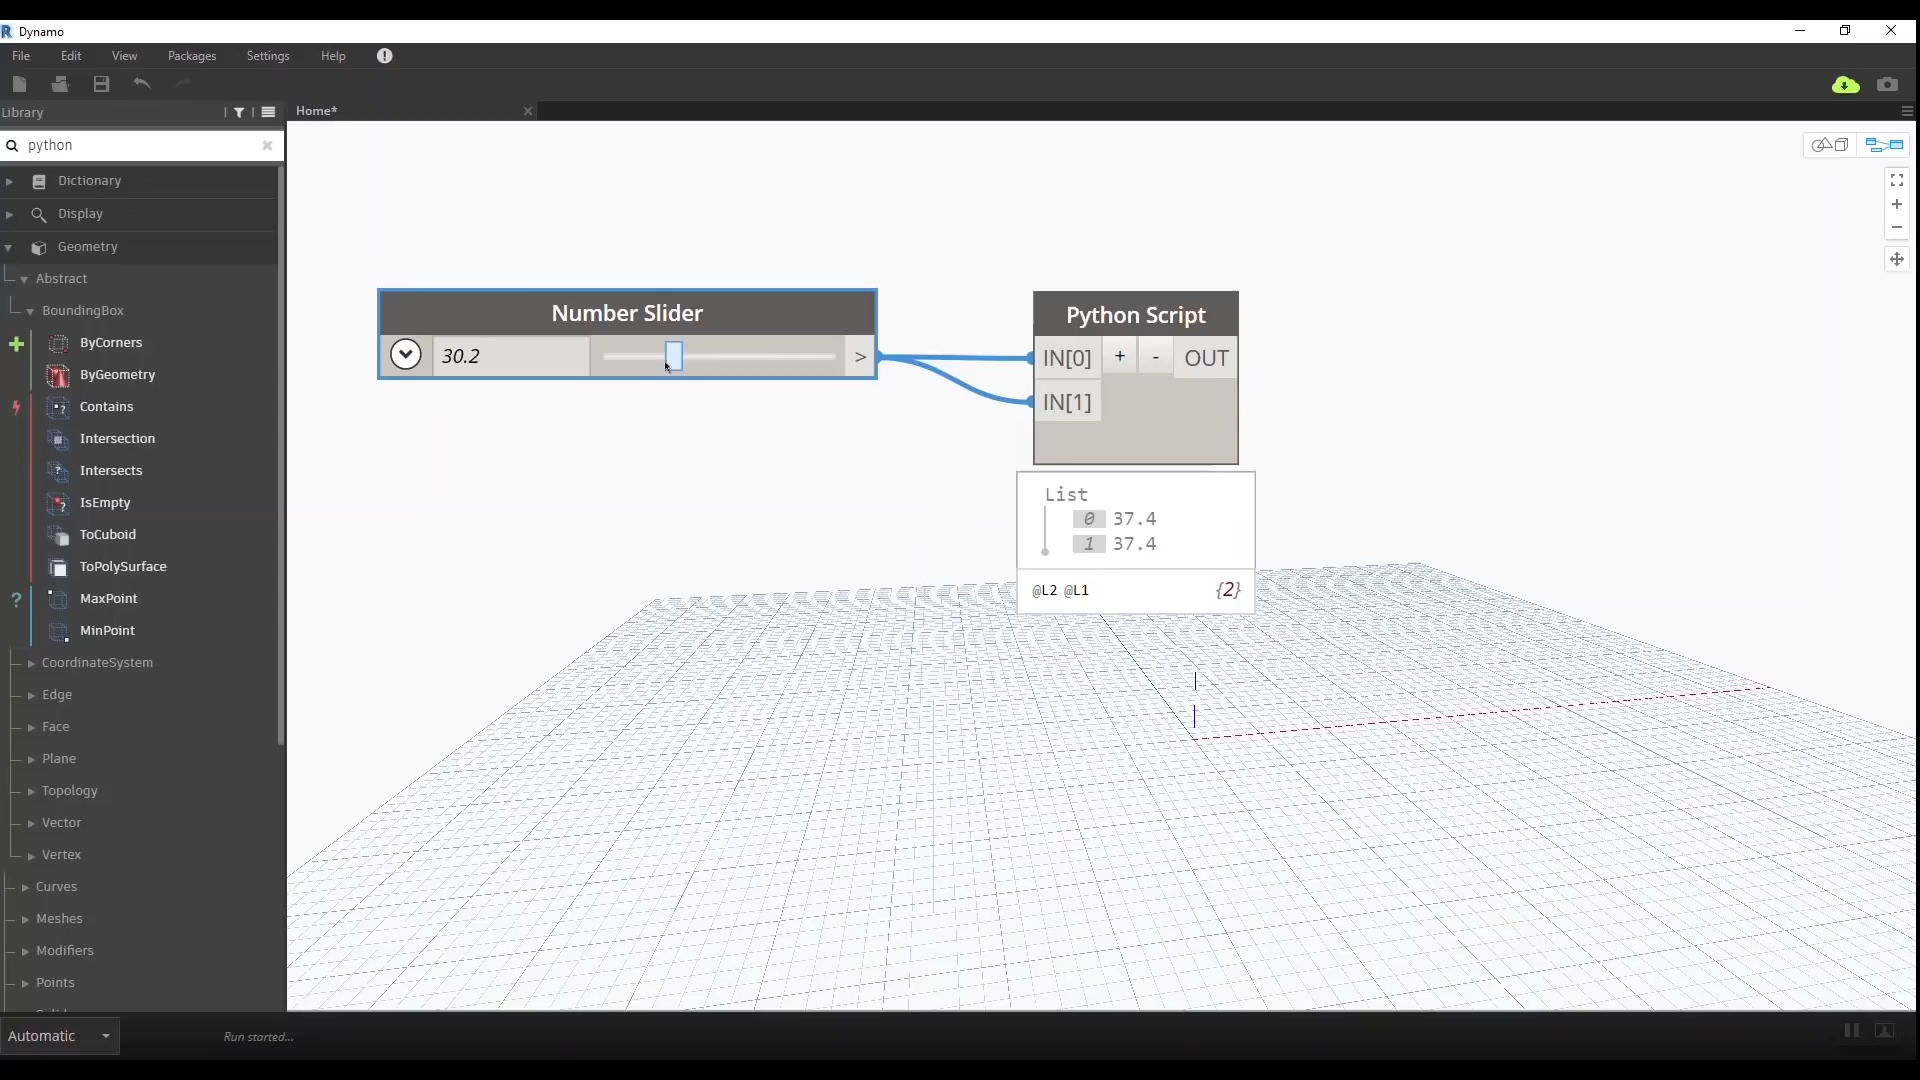 Dynamo
File Edit View Packages Settings Help
Library
Home*
python
Dictionary
Display
Geometry
Abstract
BoundingBox
ByCorners
ByGeometry
Contains
Intersection
Intersects
IsEmpty
ToCuboid
ToPolySurface
MaxPoint
MinPoint
CoordinateSystem
Edge
Face
Plane
Topology
Vector
Vertex
Curves
Meshes
Modifiers
Points
Number Slider
30.2 >
Python Script
IN[0] + - OUT
IN[1]
List
0 37.4
1 37.4
@L2 @L1 {2}
Automatic
Run started...